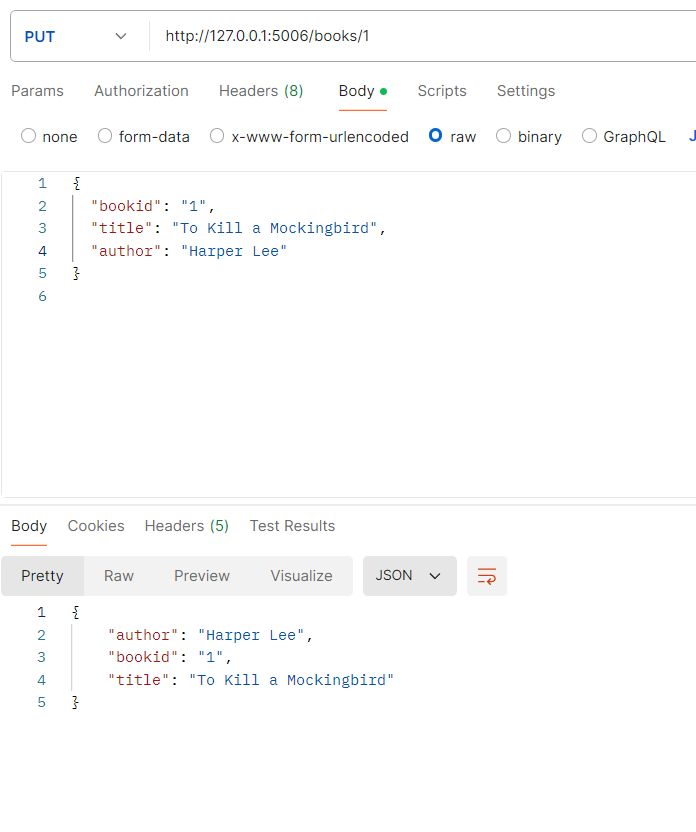 PUT http://127.0.0.1:5006/books/1
Params Authorization Headers (8) Body Scripts Settings
none form-data x-www-form-urlencoded raw binary GraphQL
1 {
2 "bookid": "1",
3 "title": "To Kill a Mockingbird",
4 "author": "Harper Lee"
5 }
6
Body Cookies Headers (5) Test Results
Pretty Raw Preview Visualize JSON
1 {
2 "author": "Harper Lee",
3 "bookid": "1",
4 "title": "To Kill a Mockingbird"
5 }